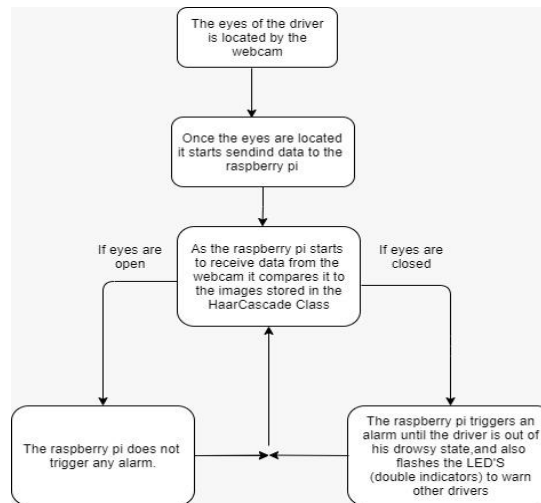 The eyes of the driver
is located by the
webcam
Once the eyes are located
it starts sendind data to the
raspberry pi
If eyes are
open
As the raspberry pi starts
to receive data from the
webcam it compares it to
the images stored in the
HaarCascade Class
If eyes are
closed
The raspberry pi does not
trigger any alarm.
The raspberry pi triggers an
alarm until the driver is out of
his drowsy state,and also
flashes the LED'S
(double indicators) to warn
other drivers